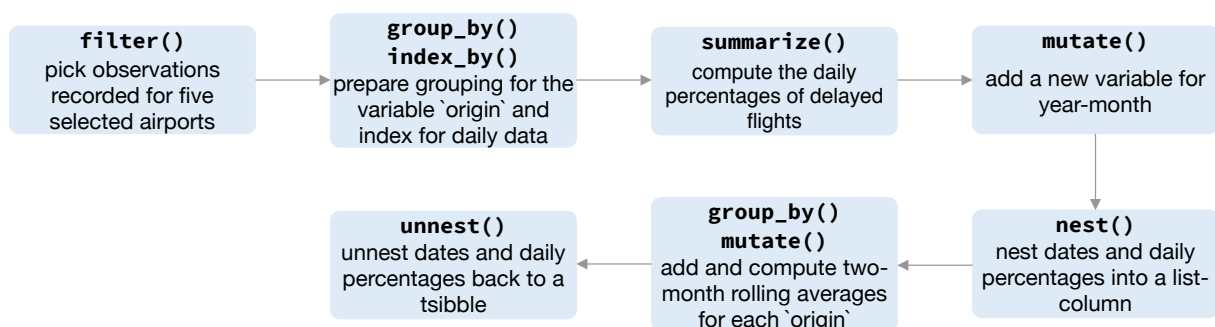 filter()
pick observations
recorded for five
selected airports
group_by()
index_by()
prepare grouping for the
variable `origin` and
index for daily data
summarize()
compute the daily
percentages of delayed
flights
mutate()
add a new variable for
year-month
nest()
nest dates and daily
percentages into a list-
column
group_by()
mutate()
add and compute two-
month rolling averages
for each `origin`
unnest()
unnest dates and daily
percentages back to a
tsibble